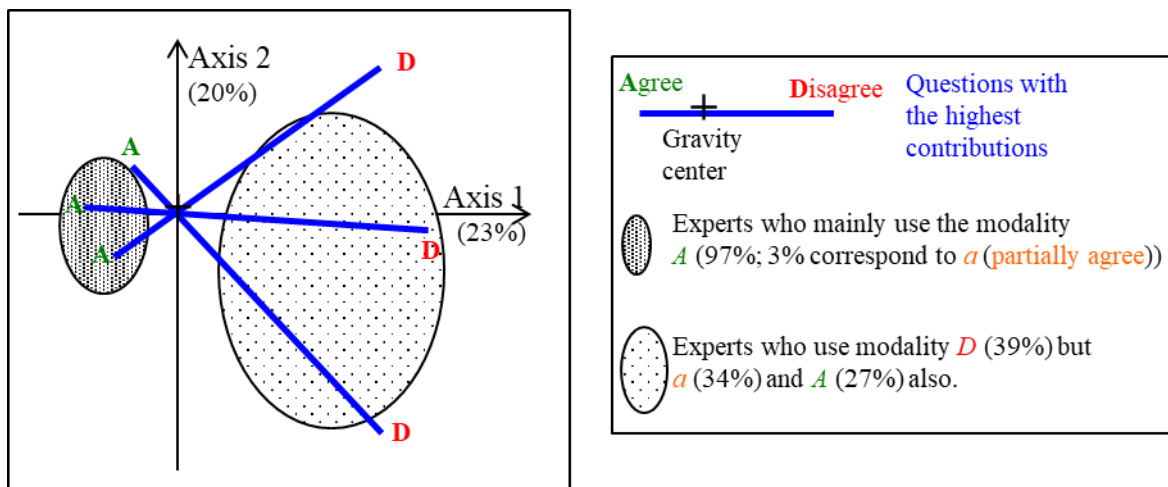 Axis 2
(20%)
D
A
A
A
Axis 1
(23%)
D
D
Agree
Disagree
Gravity
center
Questions with
the highest
contributions
Experts who mainly use the modality
A (97%; 3% correspond to a (partially agree))
Experts who use modality D (39%) but
a (34%) and A (27%) also.